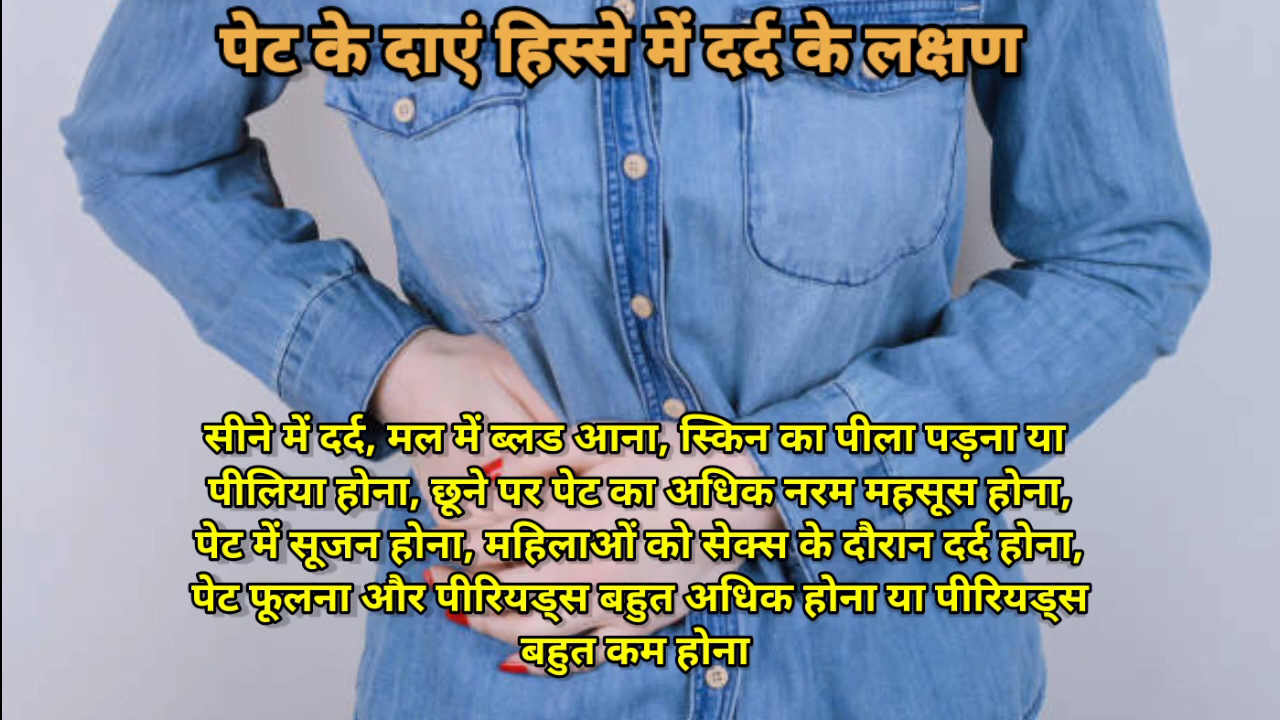 पेट के दाएं हिस्से में दर्द के लक्षण
सीने में दर्द, मल में ब्लड आना, स्किन का पीला पड़ना या
पीलिया होना, छूने पर पेट का अधिक नरम महसूस होना,
पेट में सूजन होना, महिलाओं को सेक्स के दौरान दर्द होना,
पेट फूलना और पीरियड्स बहुत अधिक होना या पीरियड्स
बहुत कम होना